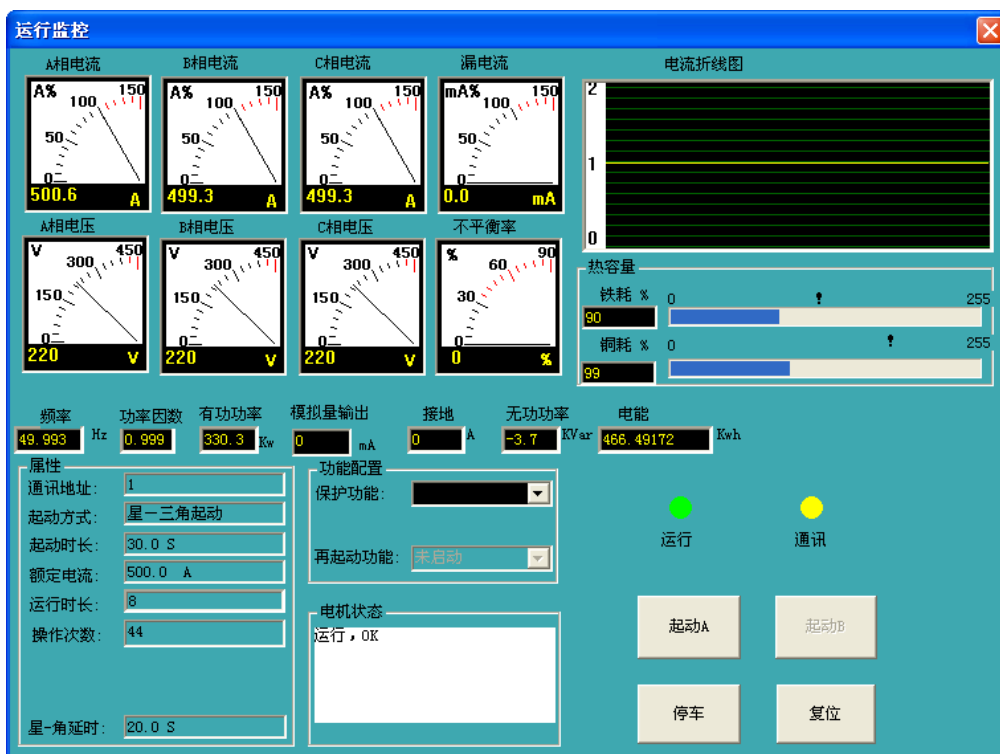 运行监控
A相电流 B相电流 C相电流 漏电流 电流折线图
A% 50 100 150 0 500.6 A
A% 50 100 150 0 499.3 A
A% 50 100 150 0 499.3 A
mA% 50 100 150 0 0.0 mA
2
1
0
A相电压 B相电压 C相电压 不平衡率
V 150 300 450 0 220 V
V 150 300 450 0 220 V
V 150 300 450 0 220 V
% 30 60 90 0 0 %
热容量
铁耗 % 0 ! 255
90
铜耗 % 0 ! 255
99
频率 功率因数 有功功率 模拟量输出 接地 无功功率 电能
49.993 Hz 0.999 330.3 Kw 0 mA 0 A -3.7 KVar 466.49172 Kwh
属性
通讯地址: 1
起动方式: 星一三角起动
起动时长: 30.0 S
额定电流: 500.0 A
运行时长: 8
操作次数: 44
星-角延时: 20.0 S
功能配置
保护功能:
再起动功能: 未启动
电机状态
运行,OK
运行 通讯
起动A 起动B
停车 复位